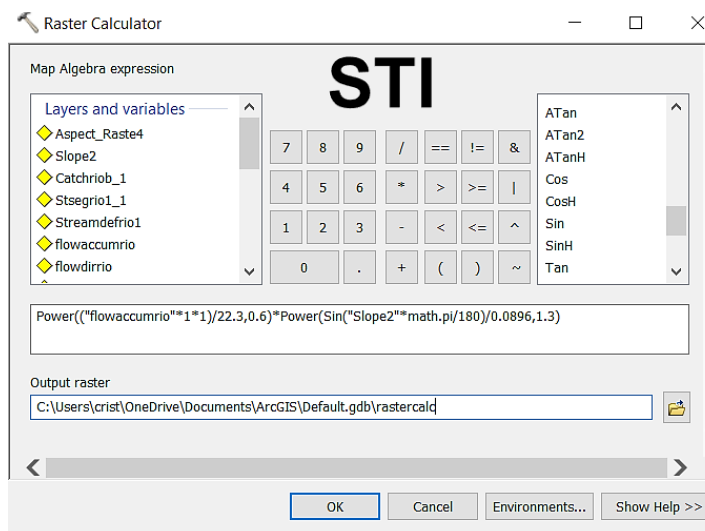 Raster Calculator
Map Algebra expression
STI
Layers and variables
Aspect_Raste4
Slope2
Catchriob_1
Stsegrio1_1
Streamdefrio1
flowaccumrio
flowdirrio
7 8 9 / == != &
4 5 6 * > >= |
1 2 3 - < <= ^
0 . + ( ) ~
ATan
ATan2
ATanH
Cos
CosH
Sin
SinH
Tan
Power(("flowaccumrio"*1*1)/22.3,0.6)*Power(Sin("Slope2"*math.pi/180)/0.0896,1.3)
Output raster
C:\Users\crist\OneDrive\Documents\ArcGIS\Default.gdb\rastercalc
OK Cancel Environments... Show Help >>